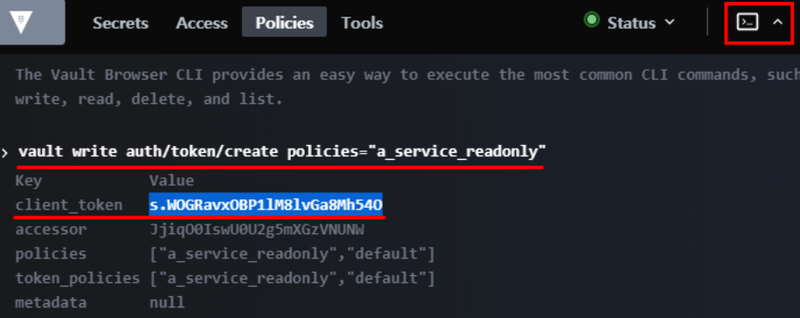 Secrets Access Policies Tools Status
The Vault Browser CLI provides an easy way to execute the most common CLI commands, such
write, read, delete, and list.
> vault write auth/token/create policies="a_service_readonly"
Key Value
client_token s.WOGRavxOBP1lM8lvGa8Mh54O
accessor JjiqO0IswU0U2g5mXGzVNUNW
policies ["a_service_readonly","default"]
token_policies ["a_service_readonly","default"]
metadata null